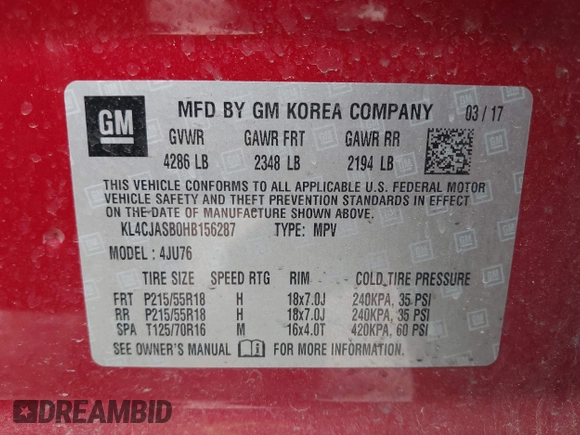 GM
MFD BY GM KOREA COMPANY 03/17
GVWR GAWR FRT GAWR RR
4286 LB 2348 LB 2194 LB
THIS VEHICLE CONFORMS TO ALL APPLICABLE U.S. FEDERAL MOTOR
VEHICLE SAFETY AND THEFT PREVENTION STANDARDS IN EFFECT
ON THE DATE OF MANUFACTURE SHOWN ABOVE.
KL4CJASB0HB156287 TYPE: MPV
MODEL: 4JU76
TIRE SIZE SPEED RTG RIM COLD TIRE PRESSURE
FRT P215/55R18 H 18x7.0J 240KPA, 35 PSI
RR P215/55R18 H 18x7.0J 240KPA, 35 PSI
SPA T125/70R16 M 16x4.0T 420KPA, 60 PSI
SEE OWNER'S MANUAL FOR MORE INFORMATION.
DREAMBID